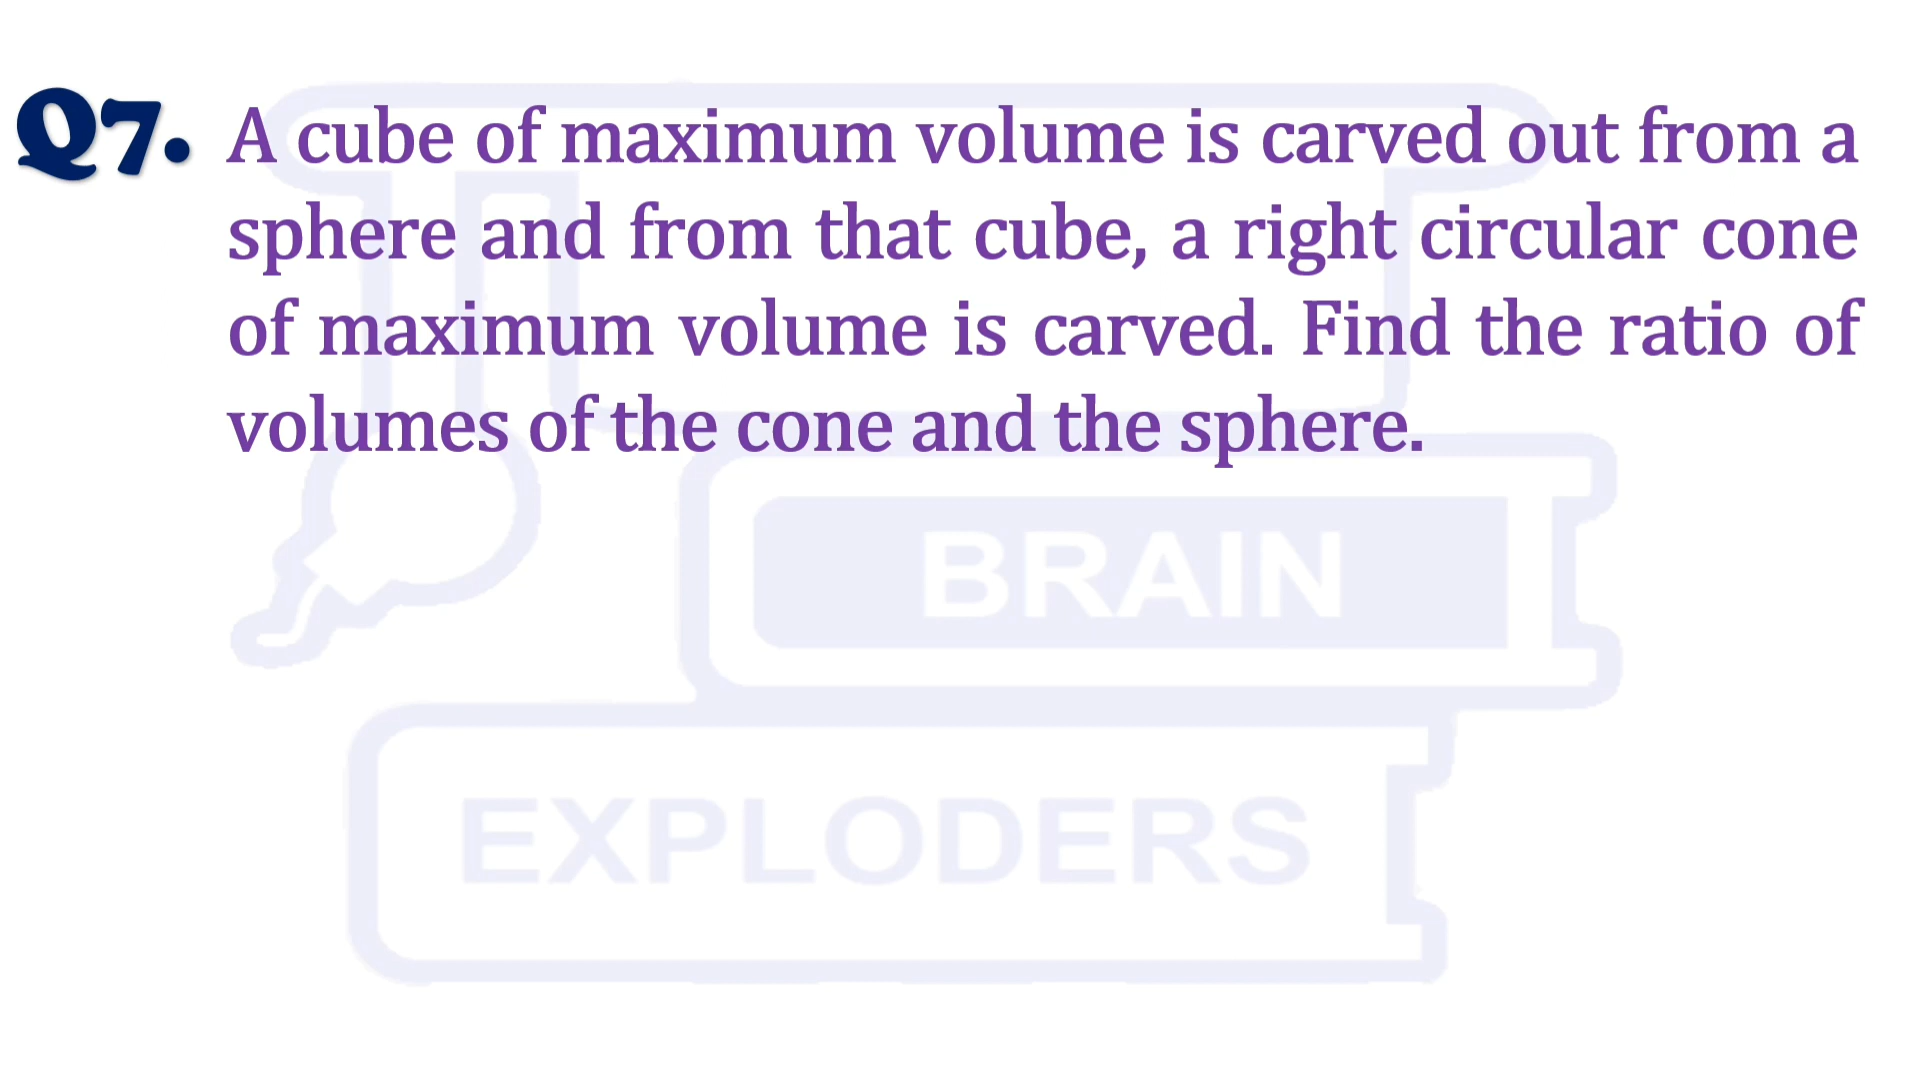 Q7. A cube of maximum volume is carved out from a
sphere and from that cube, a right circular cone
of maximum volume is carved. Find the ratio of
volumes of the cone and the sphere.
BRAIN
EXPLODERS